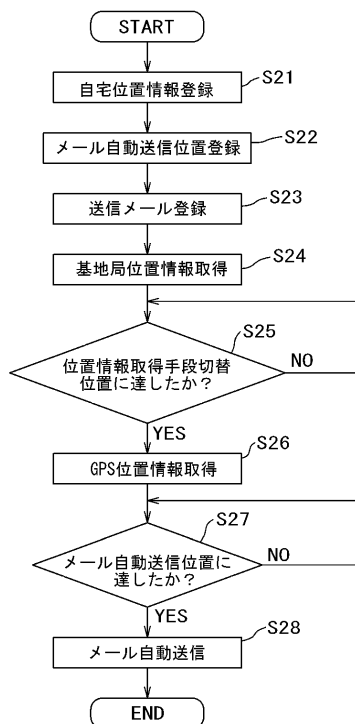 START
自宅位置情報登録
S21
メール自動送信位置登録
S22
送信メール登録
S23
基地局位置情報取得
S24
位置情報取得手段切替
位置に達したか？
S25
NO
YES
GPS位置情報取得
S26
メール自動送信位置に
達したか？
S27
NO
YES
メール自動送信
S28
END